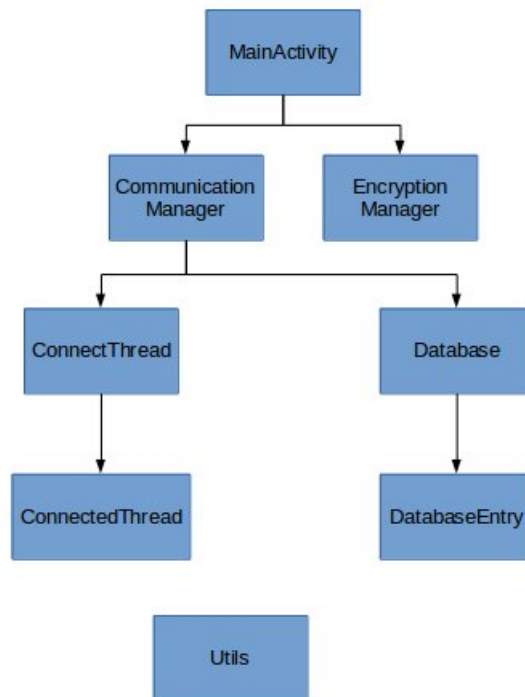 MainActivity
Communication
Manager
Encryption
Manager
ConnectThread
Database
ConnectedThread
DatabaseEntry
Utils